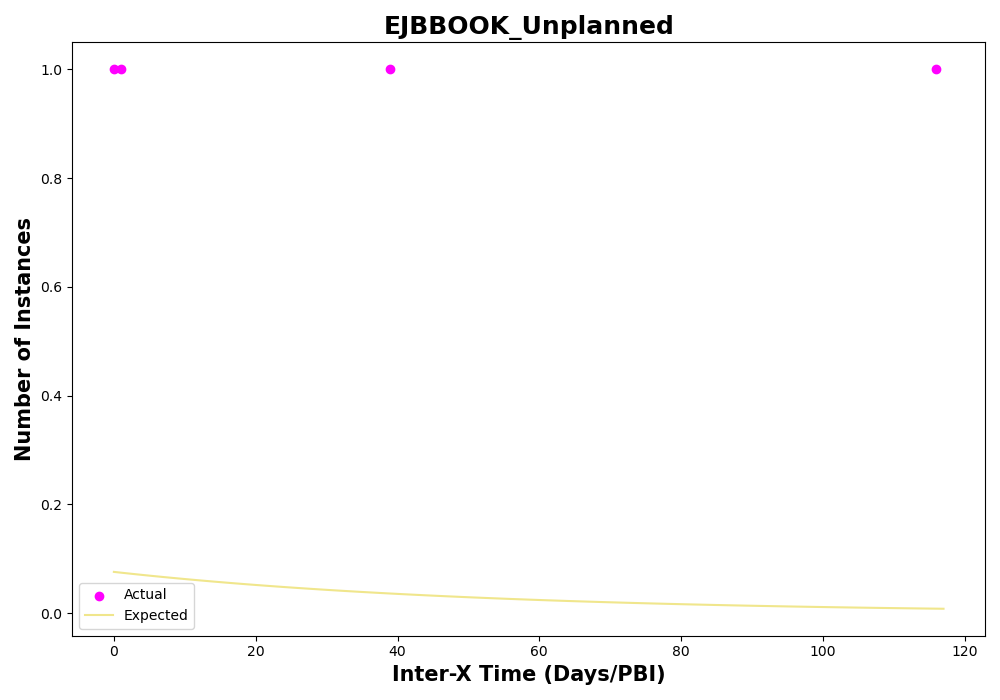 EJBBOOK_Unplanned
Number of Instances
1.0
0.8
0.6
0.4
0.2
0.0
Actual
Expected
0 20 40 60 80 100 120
Inter-X Time (Days/PBI)